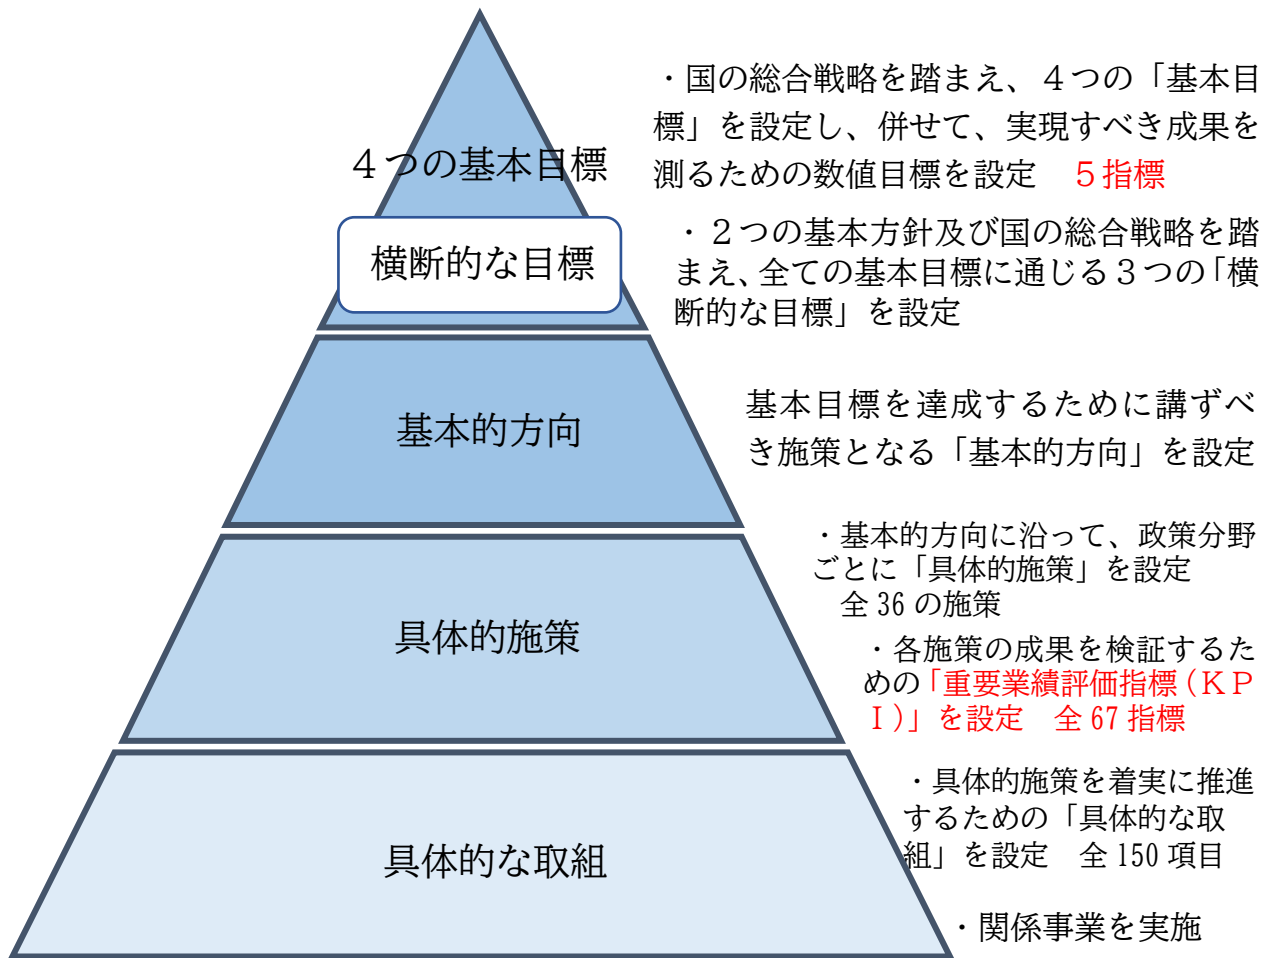 ・国の総合戦略を踏まえ、４つの「基本目
標」を設定し、併せて、実現すべき成果を
測るための数値目標を設定　５指標
４つの基本目標
・２つの基本方針及び国の総合戦略を踏
まえ、全ての基本目標に通じる３つの「横
断的な目標」を設定
横断的な目標
基本目標を達成するために講ずべ
き施策となる「基本的方向」を設定
基本的方向
・基本的方向に沿って、政策分野
ごとに「具体的施策」を設定
全 36 の施策
・各施策の成果を検証するた
めの「重要業績評価指標（ＫＰ
Ｉ）」を設定　全 67 指標
具体的施策
・具体的施策を着実に推進
するための「具体的な取
組」を設定　全 150 項目
具体的な取組
・関係事業を実施